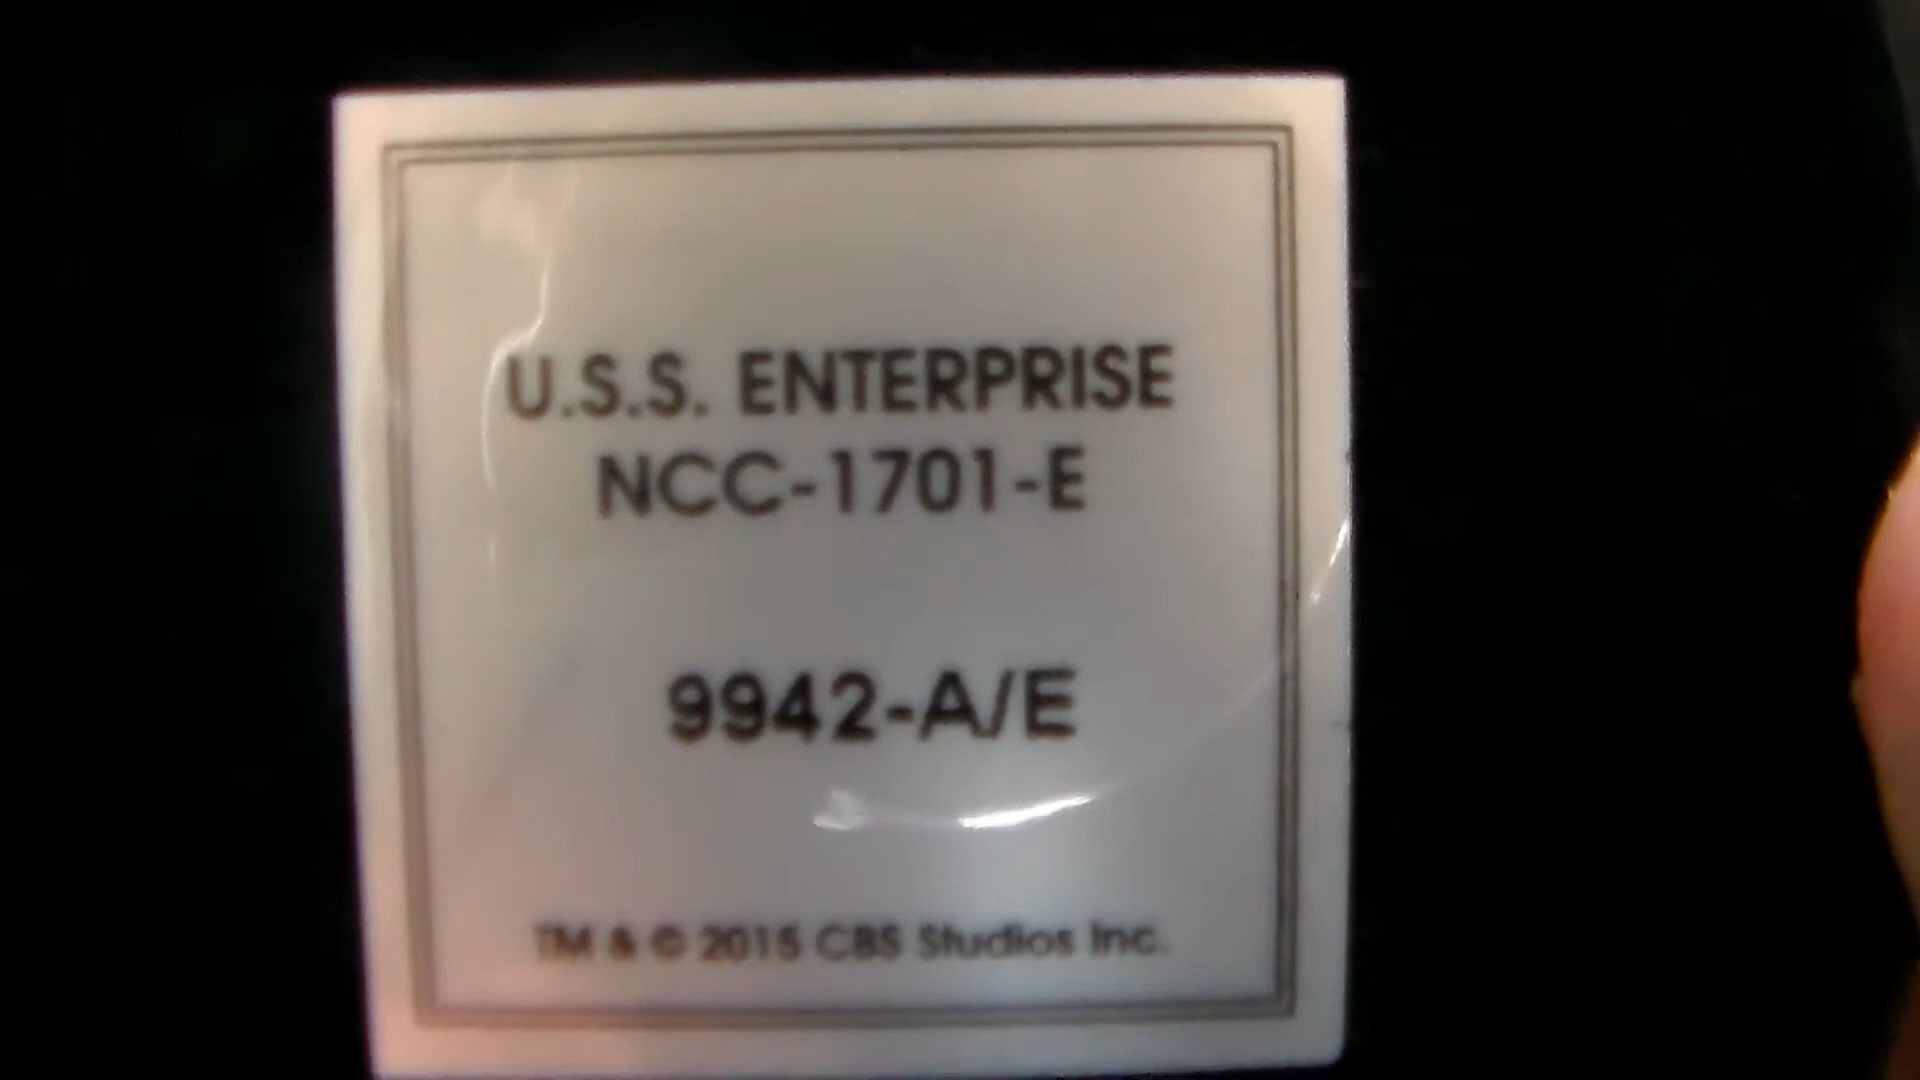 U.S.S. ENTERPRISE
NCC-1701-E
9942-A/E
TM & © 2015 CBS Studios Inc.